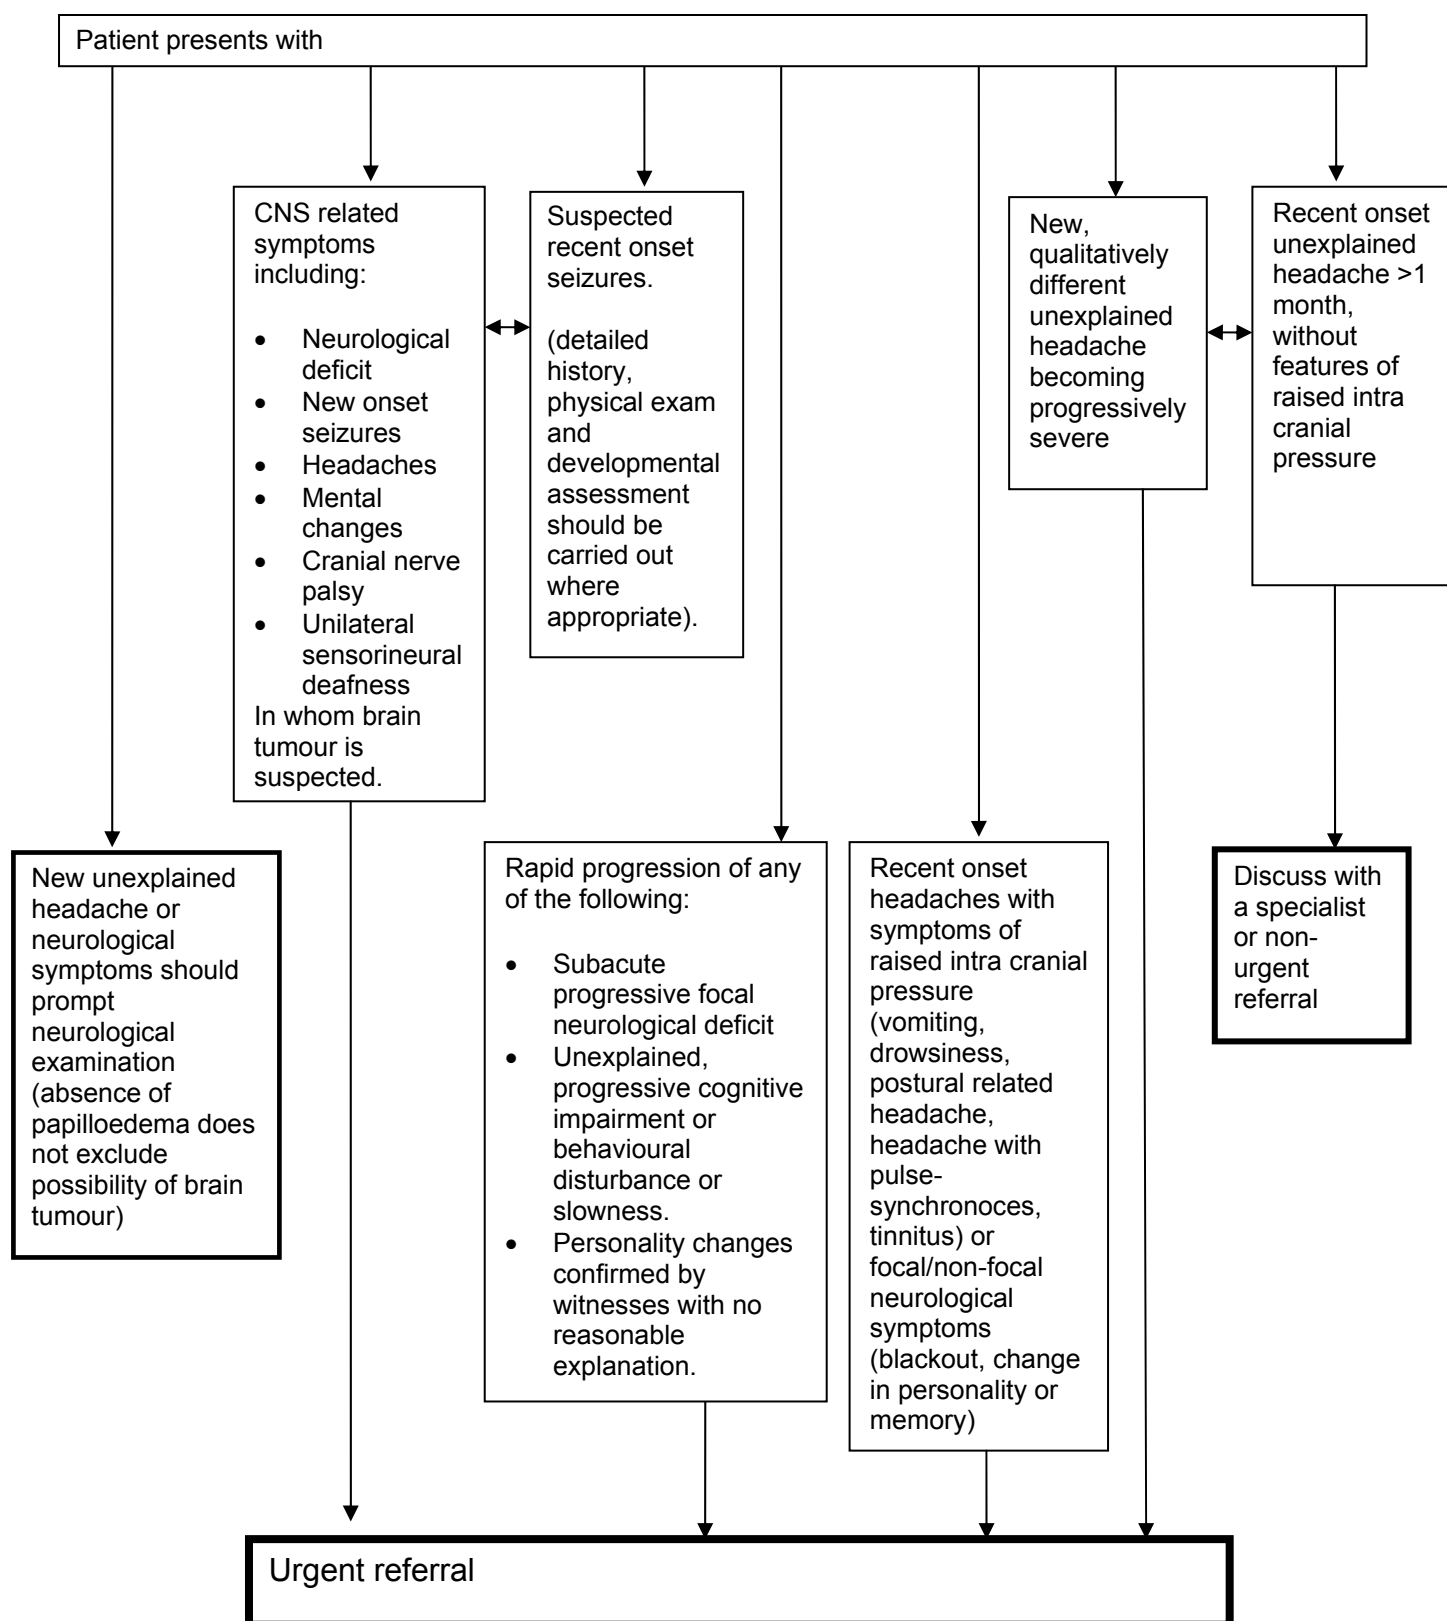 Patient presents with
CNS related
symptoms
including:
• Neurological
deficit
• New onset
seizures
• Headaches
• Mental
changes
• Cranial nerve
palsy
• Unilateral
sensorineural
deafness
In whom brain
tumour is
suspected.
Suspected
recent onset
seizures.
(detailed
history,
physical exam
and
developmental
assessment
should be
carried out
where
appropriate).
New,
qualitatively
different
unexplained
headache
becoming
progressively
severe
Recent onset
unexplained
headache >1
month,
without
features of
raised intra
cranial
pressure
New unexplained
headache or
neurological
symptoms should
prompt
neurological
examination
(absence of
papilloedema does
not exclude
possibility of brain
tumour)
Rapid progression of any
of the following:
• Subacute
progressive focal
neurological deficit
• Unexplained,
progressive cognitive
impairment or
behavioural
disturbance or
slowness.
• Personality changes
confirmed by
witnesses with no
reasonable
explanation.
Recent onset
headaches with
symptoms of
raised intra cranial
pressure
(vomiting,
drowsiness,
postural related
headache,
headache with
pulse-
synchronoces,
tinnitus) or
focal/non-focal
neurological
symptoms
(blackout, change
in personality or
memory)
Discuss with
a specialist
or non-
urgent
referral
Urgent referral